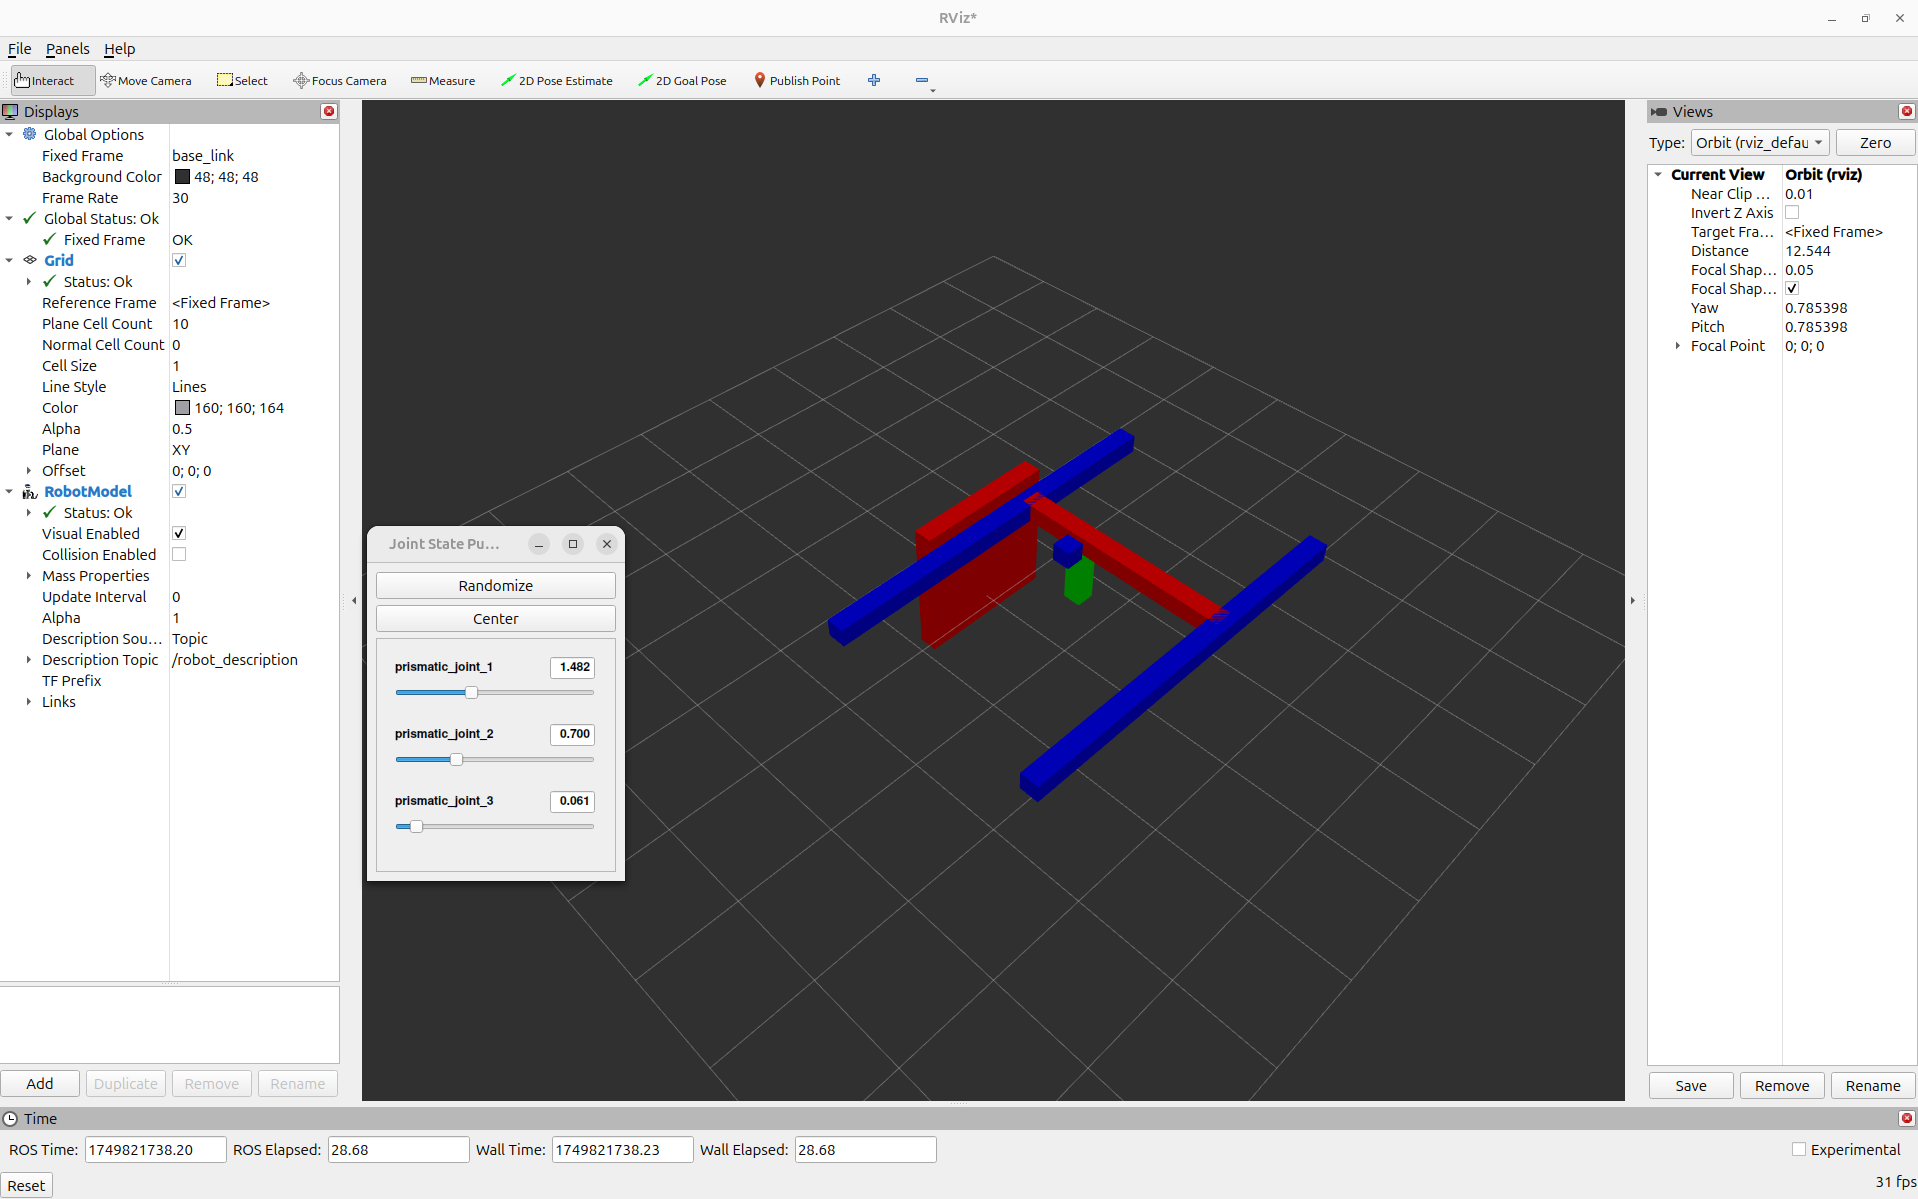 RViz*
File Panels Help
Interact Move Camera Select Focus Camera Measure 2D Pose Estimate 2D Goal Pose Publish Point
Displays
Global Options
Fixed Frame base_link
Background Color 48; 48; 48
Frame Rate 30
Global Status: Ok
Fixed Frame OK
Grid
Status: Ok
Reference Frame <Fixed Frame>
Plane Cell Count 10
Normal Cell Count 0
Cell Size 1
Line Style Lines
Color 160; 160; 164
Alpha 0.5
Plane XY
Offset 0; 0; 0
RobotModel
Status: Ok
Visual Enabled
Collision Enabled
Mass Properties
Update Interval 0
Alpha 1
Description Sou... Topic
Description Topic /robot_description
TF Prefix
Links
Add Duplicate Remove Rename
Joint State Pu...
Randomize
Center
prismatic_joint_1 1.482
prismatic_joint_2 0.700
prismatic_joint_3 0.061
Views
Type: Orbit (rviz_defau Zero
Current View Orbit (rviz)
Near Clip ... 0.01
Invert Z Axis
Target Fra... <Fixed Frame>
Distance 12.544
Focal Shap... 0.05
Focal Shap...
Yaw 0.785398
Pitch 0.785398
Focal Point 0; 0; 0
Save Remove Rename
Time
ROS Time: 1749821738.20 ROS Elapsed: 28.68 Wall Time: 1749821738.23 Wall Elapsed: 28.68 Experimental
Reset 31 fps